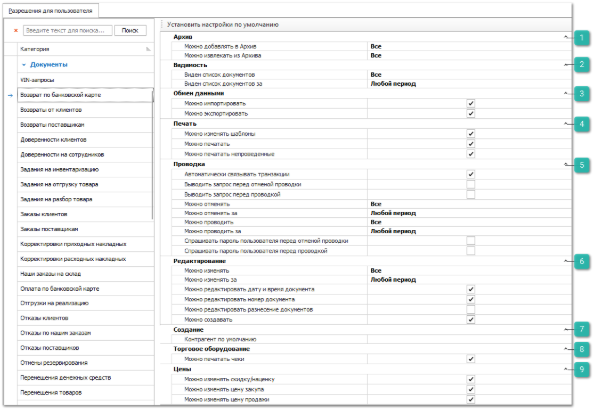 Разрешения для пользователя
Введите текст для поиска...
Поиск
Категория
Документы
VIN-запросы
Возврат по банковской карте
Возвраты от клиентов
Возвраты поставщикам
Доверенности клиентов
Доверенности на сотрудников
Задания на инвентаризацию
Задания на отгрузку товара
Задания на разбор товара
Заказы клиентов
Заказы поставщикам
Корректировки приходных накладных
Корректировки расходных накладных
Наши заказы на склад
Оплата по банковской карте
Отгрузки на реализацию
Отказы клиентов
Отказы по нашим заказам
Отказы поставщиков
Отмены резервирования
Перемещения денежных средств
Перемещения товаров
Установить настройки по умолчанию
Архив 1
Можно добавлять в Архив Все
Можно извлекать из Архива Все
Видимость 2
Виден список документов Все
Виден список документов за Любой период
Обмен данными 3
Можно импортировать
Можно экспортировать
Печать 4
Можно изменять шаблоны
Можно печатать
Можно печатать непроведенные
Проводка 5
Автоматически связывать транзакции
Выводить запрос перед отменой проводки
Выводить запрос перед проводкой
Можно отменять Все
Можно отменять за Любой период
Можно проводить Все
Можно проводить за Любой период
Спрашивать пароль пользователя перед отменой проводки
Спрашивать пароль пользователя перед проводкой
Редактирование 6
Можно изменять Все
Можно изменять за Любой период
Можно редактировать дату и время документа
Можно редактировать номер документа
Можно редактировать разнесение документов
Можно создавать
Создание 7
Контрагент по умолчанию
Торговое оборудование 8
Можно печатать чеки
Цены 9
Можно изменять скидку/наценку
Можно изменять цену закупа
Можно изменять цену продажи